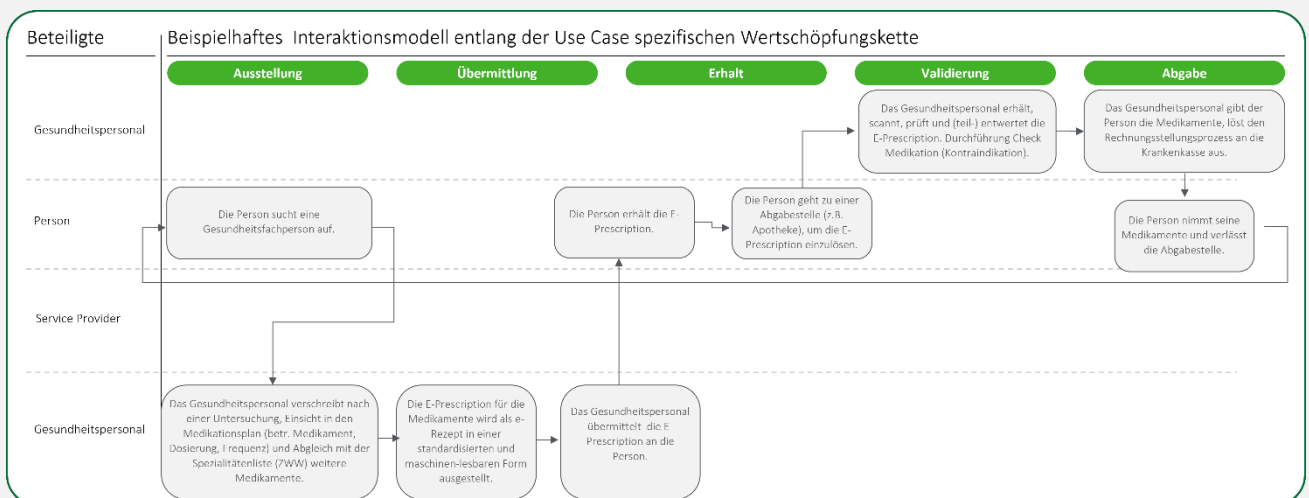 Beteiligte
Beispielhaftes Interaktionsmodell entlang der Use Case spezifischen Wertschöpfungskette
Ausstellung
Übermittlung
Erhalt
Validierung
Abgabe
Gesundheitspersonal
Das Gesundheitspersonal erhält,
scannt, prüft und (teil-) entwertet die
E-Prescription. Durchführung Check
Medikation (Kontraindikation).
Das Gesundheitspersonal gibt der
Person die Medikamente, löst den
Rechnungsstellungsprozess an die
Krankenkasse aus.
Person
Die Person sucht eine
Gesundheitsfachperson auf.
Die Person erhält die E-
Prescription.
Die Person geht zu einer
Abgabestelle (z.B.
Apotheke), um die E-
Prescription einzulösen.
Die Person nimmt seine
Medikamente und verlässt
die Abgabestelle.
Service Provider
Gesundheitspersonal
Das Gesundheitspersonal verschreibt nach
einer Untersuchung, Einsicht in den
Medikationsplan (betr. Medikament,
Dosierung, Frequenz) und Abgleich mit der
Spezialitätenliste (7WW) weitere
Medikamente.
Die E-Prescription für die
Medikamente wird als e-
Rezept in einer
standardisierten und
maschinen-lesbaren Form
ausgestellt.
Das Gesundheitspersonal
übermittelt die E
Prescription an die
Person.